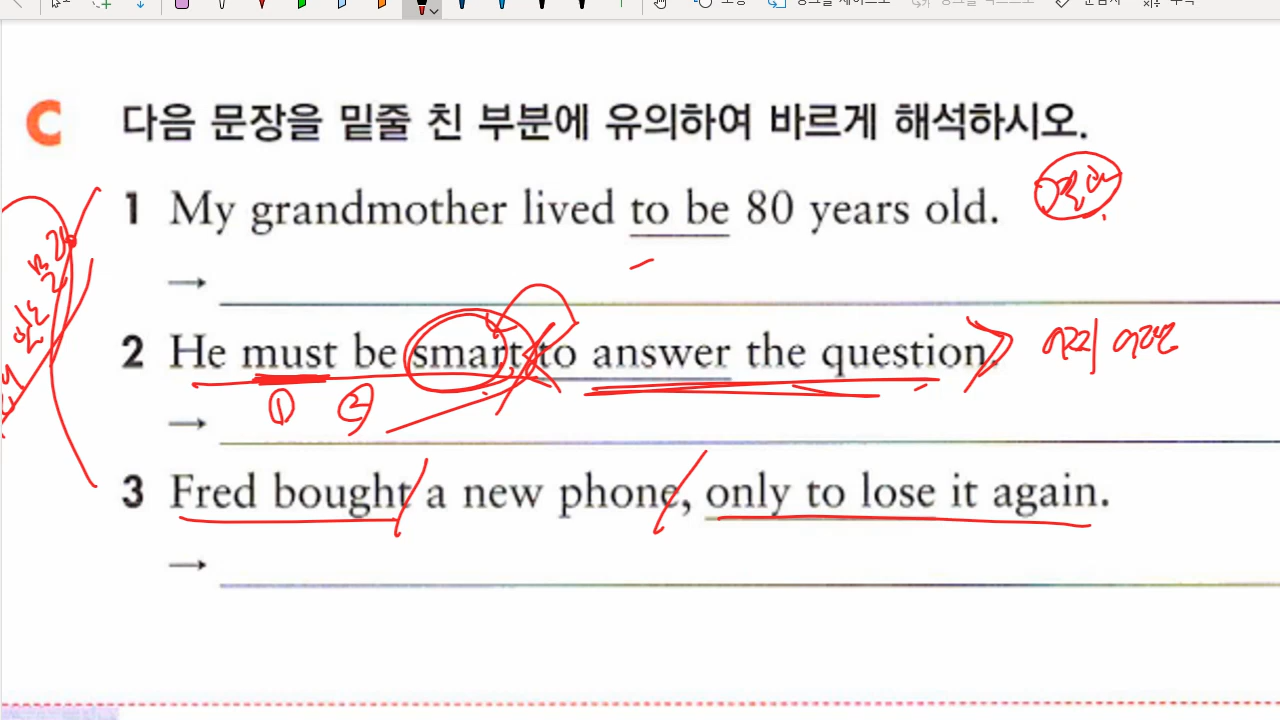 C 다음 문장을 밑줄 친 부분에 유의하여 바르게 해석하시오.
1 My grandmother lived to be 80 years old.
→
2 He must be smart to answer the question.
① ②
→
3 Fred bought a new phone, only to lose it again.
→